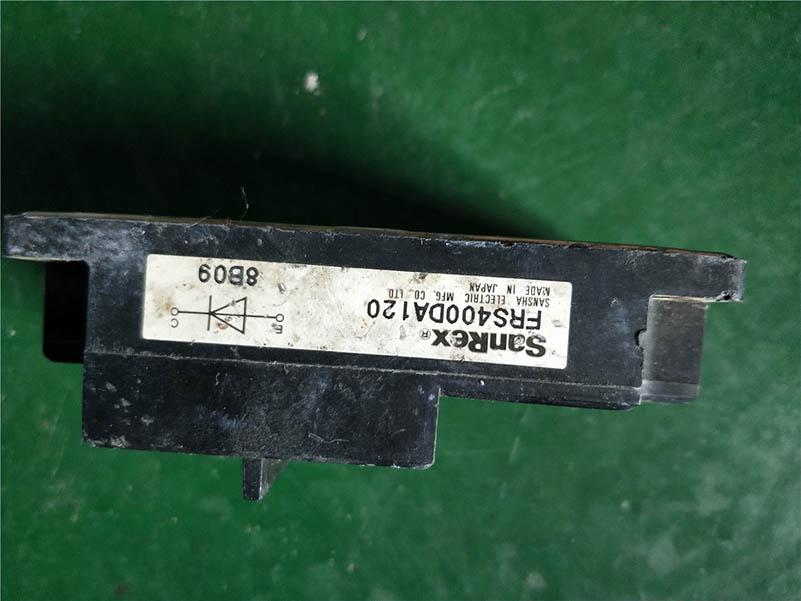 SanRex®
FRS400DA120
SANSHA ELECTRIC MFG. CO. LTD.
MADE IN JAPAN
8B09
E
C